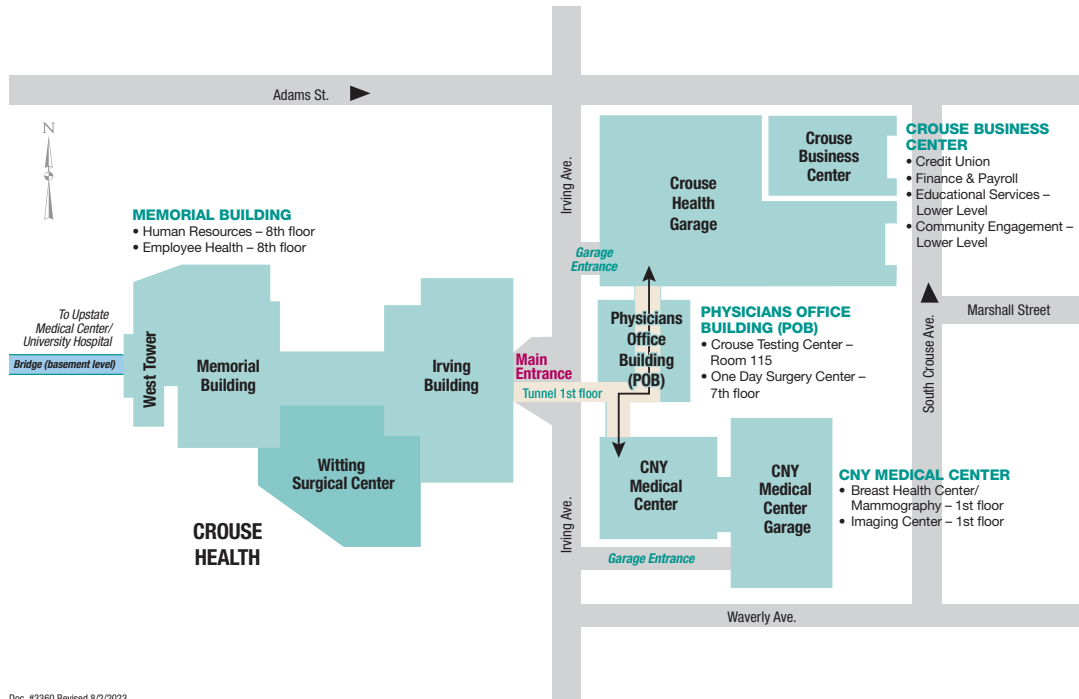 Adams St.
N
Irving Ave.
Crouse
Business
Center
CROUSE BUSINESS
CENTER
• Credit Union
• Finance & Payroll
• Educational Services –
Lower Level
• Community Engagement –
Lower Level
Crouse
Health
Garage
MEMORIAL BUILDING
• Human Resources – 8th floor
• Employee Health – 8th floor
Garage
Entrance
To Upstate
Medical Center/
University Hospital
Bridge (basement level)
West Tower
Memorial
Building
Irving
Building
Main
Entrance
Tunnel 1st floor
Physicians
Office
Building
(POB)
PHYSICIANS OFFICE
BUILDING (POB)
• Crouse Testing Center –
Room 115
• One Day Surgery Center –
7th floor
Marshall Street
South Crouse Ave.
Witting
Surgical Center
CROUSE
HEALTH
CNY
Medical
Center
CNY
Medical
Center
Garage
CNY MEDICAL CENTER
• Breast Health Center/
Mammography – 1st floor
• Imaging Center – 1st floor
Irving Ave.
Garage Entrance
Waverly Ave.
Doc. #3360 Revised 8/2/2023